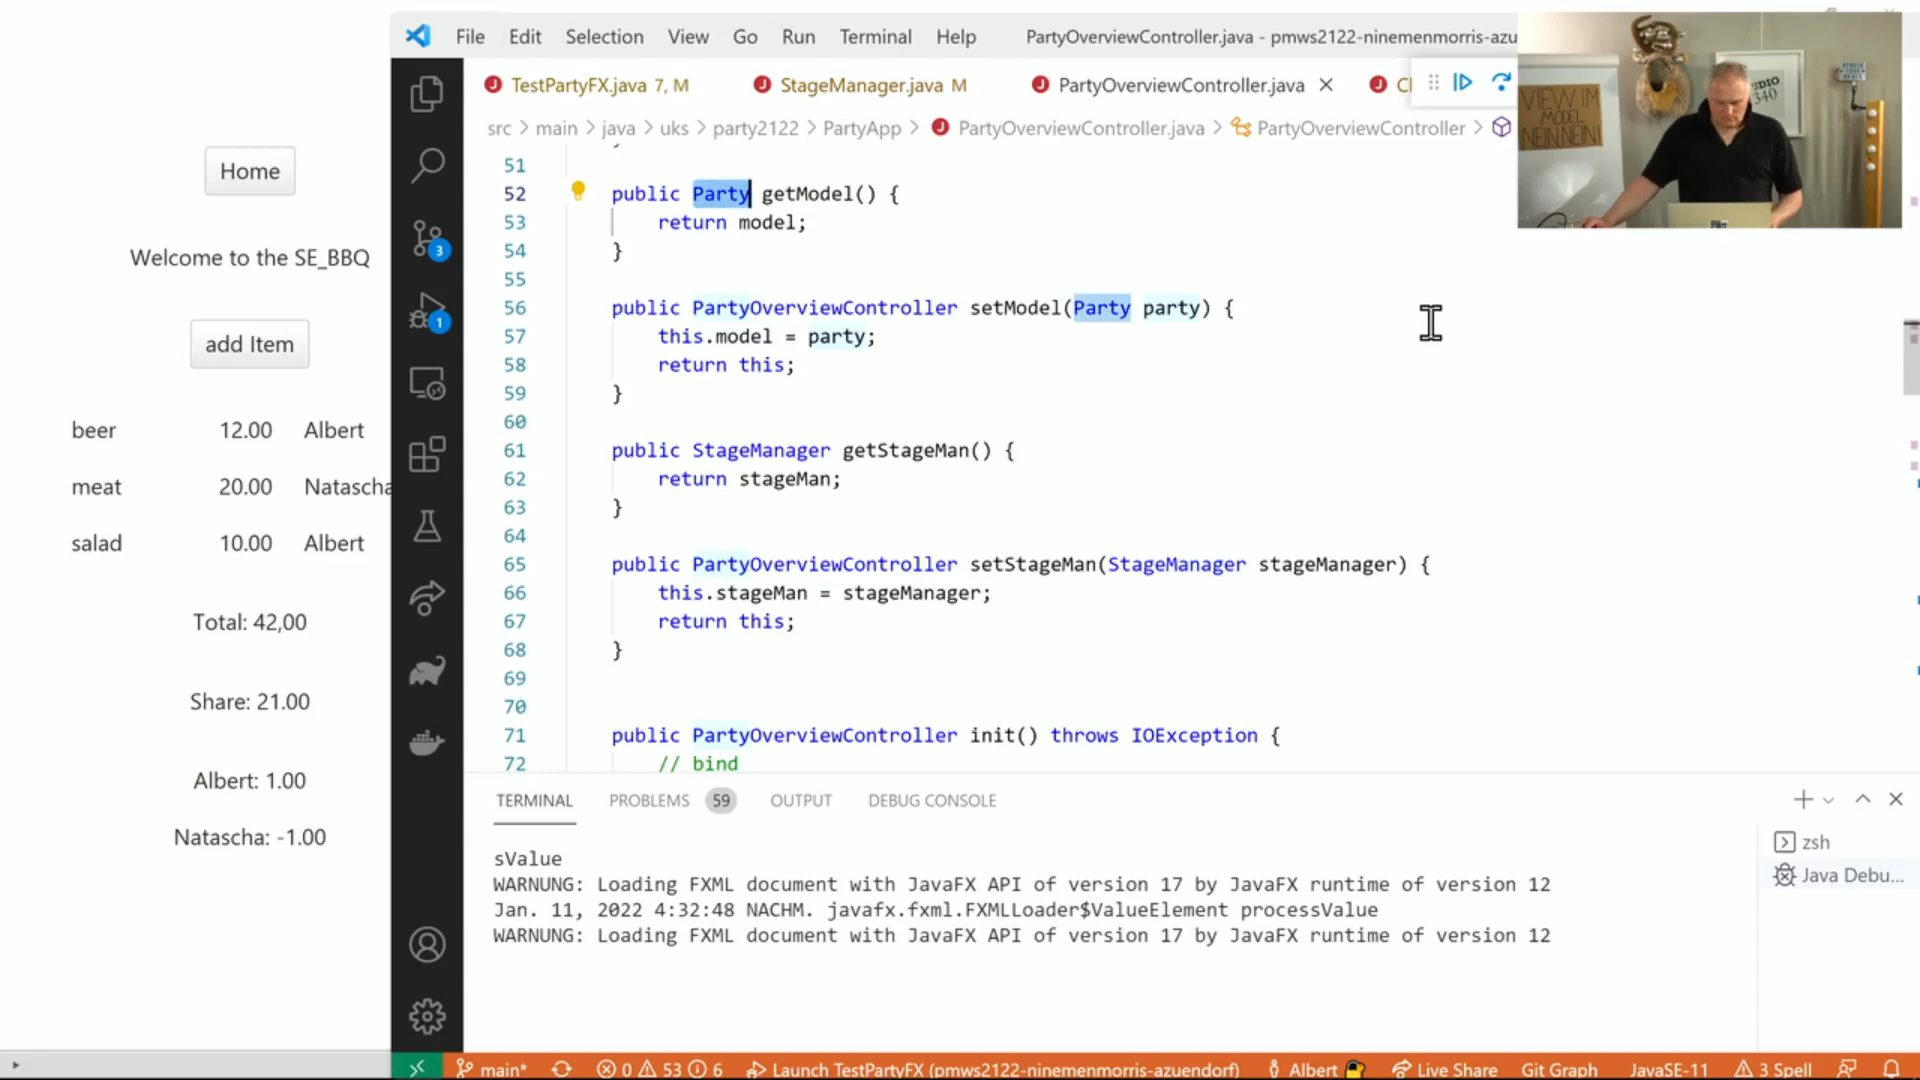 Home
Welcome to the SE_BBQ
add Item
beer 12.00 Albert
meat 20.00 Natascha
salad 10.00 Albert
Total: 42,00
Share: 21.00
Albert: 1.00
Natascha: -1.00
File Edit Selection View Go Run Terminal Help PartyOverviewController.java - pmws2122-ninemenmorris-azu
TestPartyFX.java 7, M StageManager.java M PartyOverviewController.java
src > main > java > uks > party2122 > PartyApp > PartyOverviewController.java > PartyOverviewController >
3
1
51
52 public Party getModel() {
53 return model;
54 }
55
56 public PartyOverviewController setModel(Party party) {
57 this.model = party;
58 return this;
59 }
60
61 public StageManager getStageMan() {
62 return stageMan;
63 }
64
65 public PartyOverviewController setStageMan(StageManager stageManager) {
66 this.stageMan = stageManager;
67 return this;
68 }
69
70
71 public PartyOverviewController init() throws IOException {
72 // bind
TERMINAL PROBLEMS 59 OUTPUT DEBUG CONSOLE
sValue
WARNUNG: Loading FXML document with JavaFX API of version 17 by JavaFX runtime of version 12
Jan. 11, 2022 4:32:48 NACHM. javafx.fxml.FXMLLoader$ValueElement processValue
WARNUNG: Loading FXML document with JavaFX API of version 17 by JavaFX runtime of version 12
zsh
Java Debu...
main* 0 53 6 Launch TestPartyFX (pmws2122-ninemenmorris-azuendorf) Albert Live Share Git Graph JavaSE-11 3 Spell
VIEW IM
MODEL
NEIN NEIN!